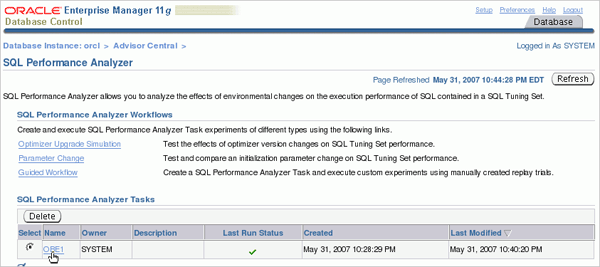 ORACLE Enterprise Manager 11g
Database Control
Setup Preferences Help Logout
Database
Database Instance: orcl > Advisor Central >
Logged in As SYSTEM
SQL Performance Analyzer
Page Refreshed May 31, 2007 10:44:28 PM EDT Refresh
SQL Performance Analyzer allows you to analyze the effects of environmental changes on the execution performance of SQL contained in a SQL Tuning Set.
SQL Performance Analyzer Workflows
Create and execute SQL Performance Analyzer Task experiments of different types using the following links.
Optimizer Upgrade Simulation Test the effects of optimizer version changes on SQL Tuning Set performance.
Parameter Change Test and compare an initialization parameter change on SQL Tuning Set performance.
Guided Workflow Create a SQL Performance Analyzer Task and execute custom experiments using manually created replay trials.
SQL Performance Analyzer Tasks
Delete
Select Name Owner Description Last Run Status Created Last Modified
OBE1 SYSTEM May 31, 2007 10:28:29 PM May 31, 2007 10:40:20 PM